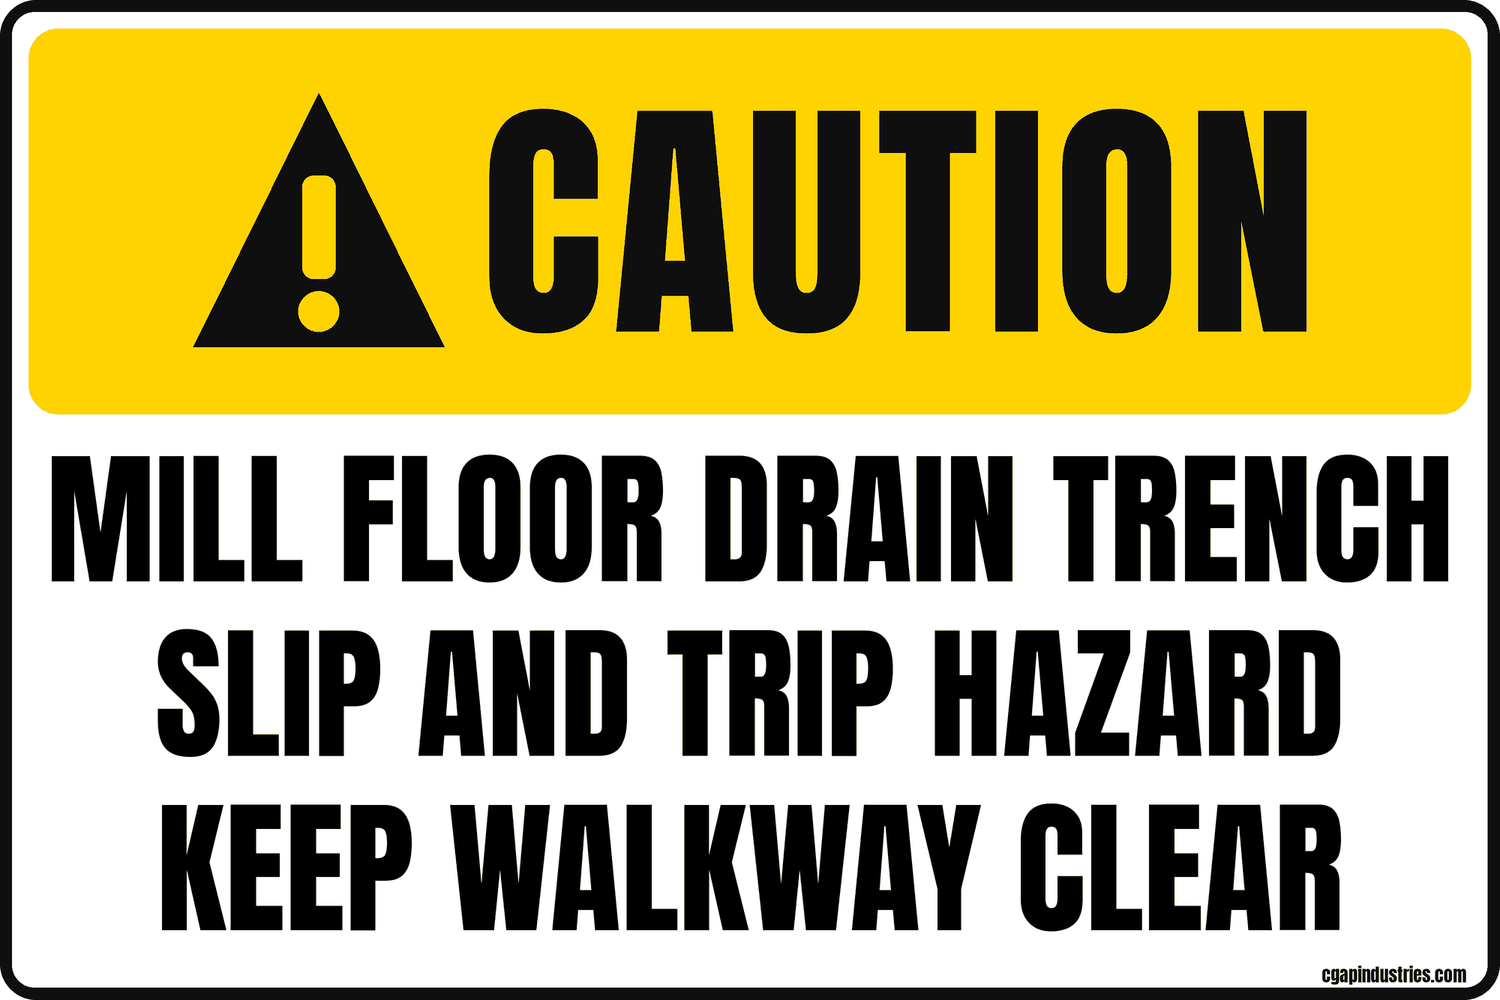 CAUTION
MILL FLOOR DRAIN TRENCH
SLIP AND TRIP HAZARD
KEEP WALKWAY CLEAR
cgapindustries.com